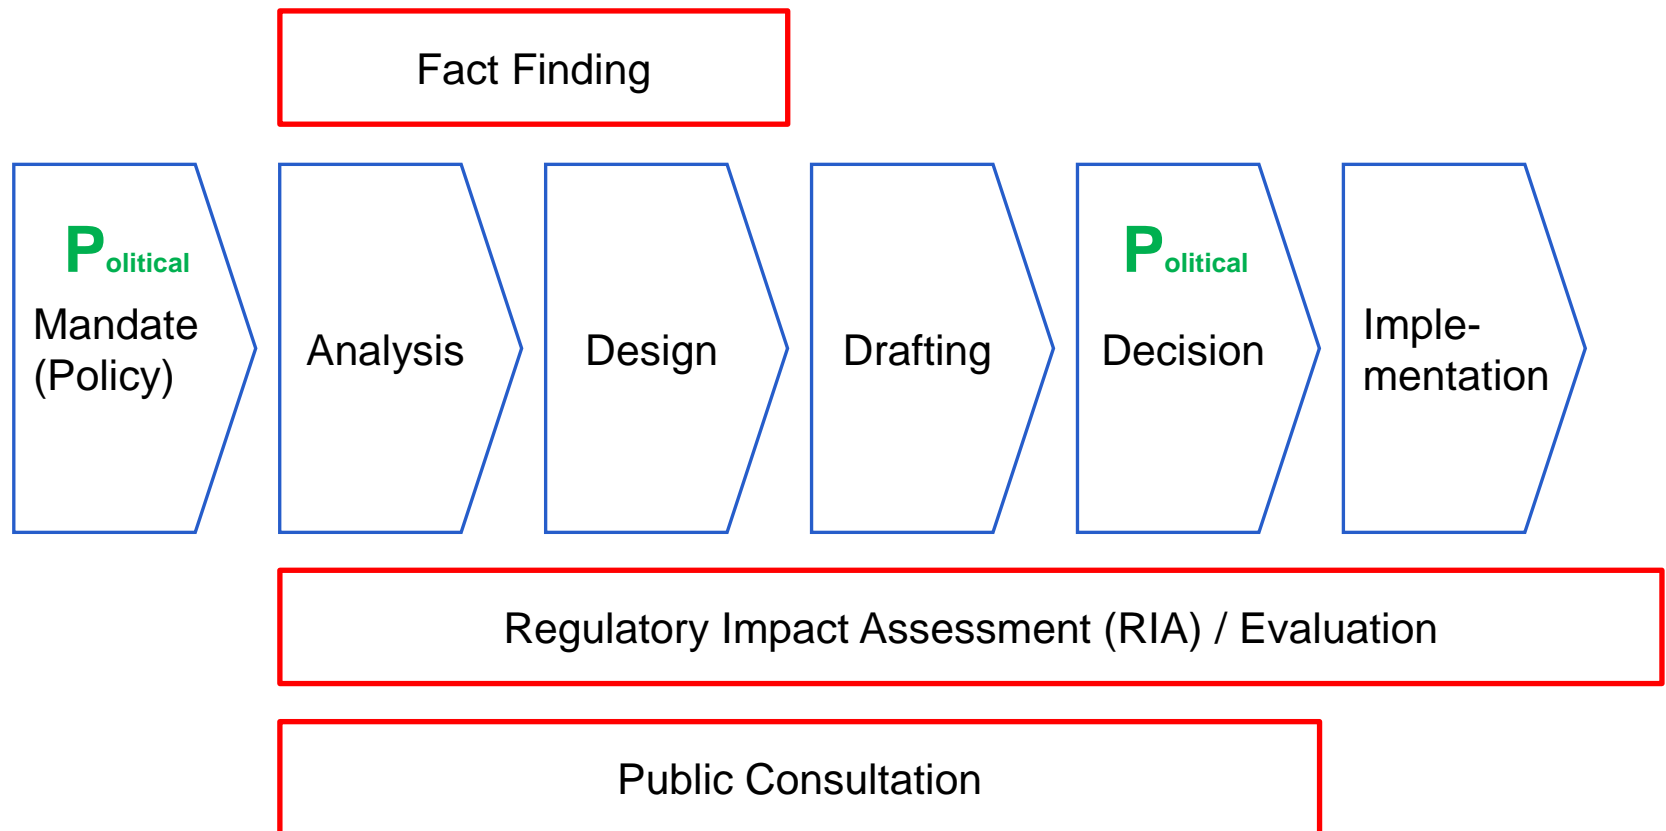 Fact Finding
Political
Mandate
(Policy)
Analysis
Design
Drafting
Political
Decision
Imple-
mentation
Regulatory Impact Assessment (RIA) / Evaluation
Public Consultation